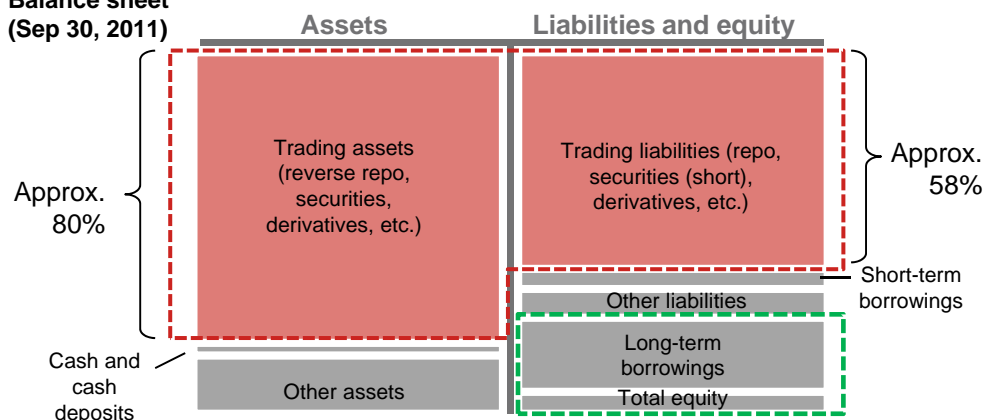 Balance sheet
(Sep 30, 2011)
Assets
Liabilities and equity
Approx.
80%
Trading assets
(reverse repo,
securities,
derivatives, etc.)
Trading liabilities (repo,
securities (short),
derivatives, etc.)
Approx.
58%
Short-term
borrowings
Other liabilities
Long-term
borrowings
Total equity
Cash and
cash
deposits
Other assets